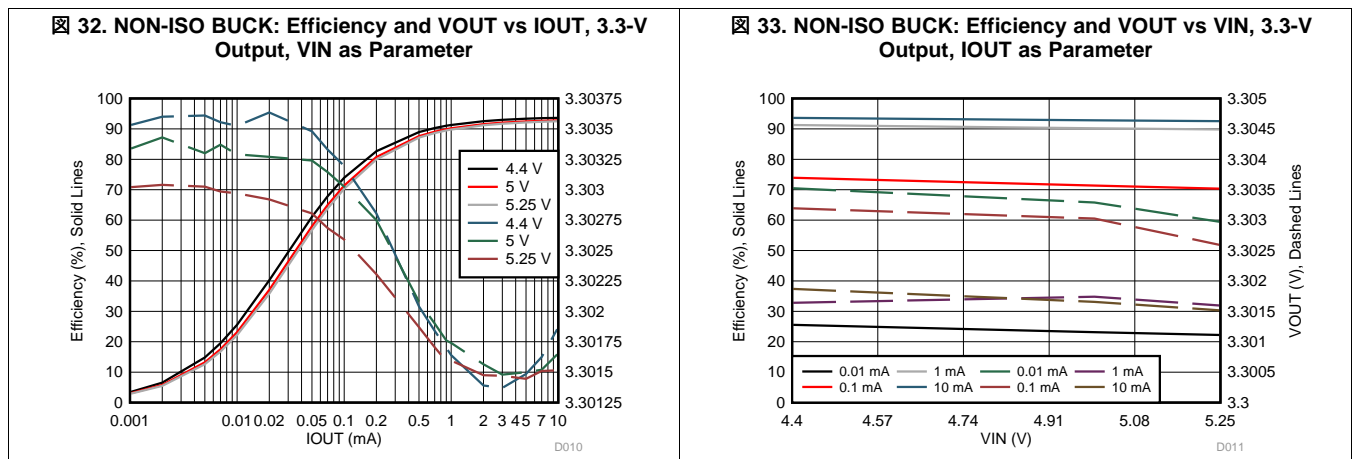 図 32. NON-ISO BUCK: Efficiency and VOUT vs IOUT, 3.3-V
Output, VIN as Parameter
Efficiency (%), Solid Lines
100
90
80
70
60
50
40
30
20
10
0
3.30375
3.3035
3.30325
3.303
3.30275
3.3025
3.30225
3.302
3.30175
3.3015
3.30125
4.4 V
5 V
5.25 V
4.4 V
5 V
5.25 V
0.001 0.01 0.02 0.05 0.1 0.2 0.5 1 2 3 4 5 7 10
IOUT (mA)
D010
図 33. NON-ISO BUCK: Efficiency and VOUT vs VIN, 3.3-V
Output, IOUT as Parameter
Efficiency (%), Solid Lines
100
90
80
70
60
50
40
30
20
10
0
3.305
3.3045
3.304
3.3035
3.303
3.3025
3.302
3.3015
3.301
3.3005
3.3
VOUT (V), Dashed Lines
0.01 mA 1 mA 0.01 mA 1 mA
0.1 mA 10 mA 0.1 mA 10 mA
4.4 4.57 4.74 4.91 5.08 5.25
VIN (V)
D011